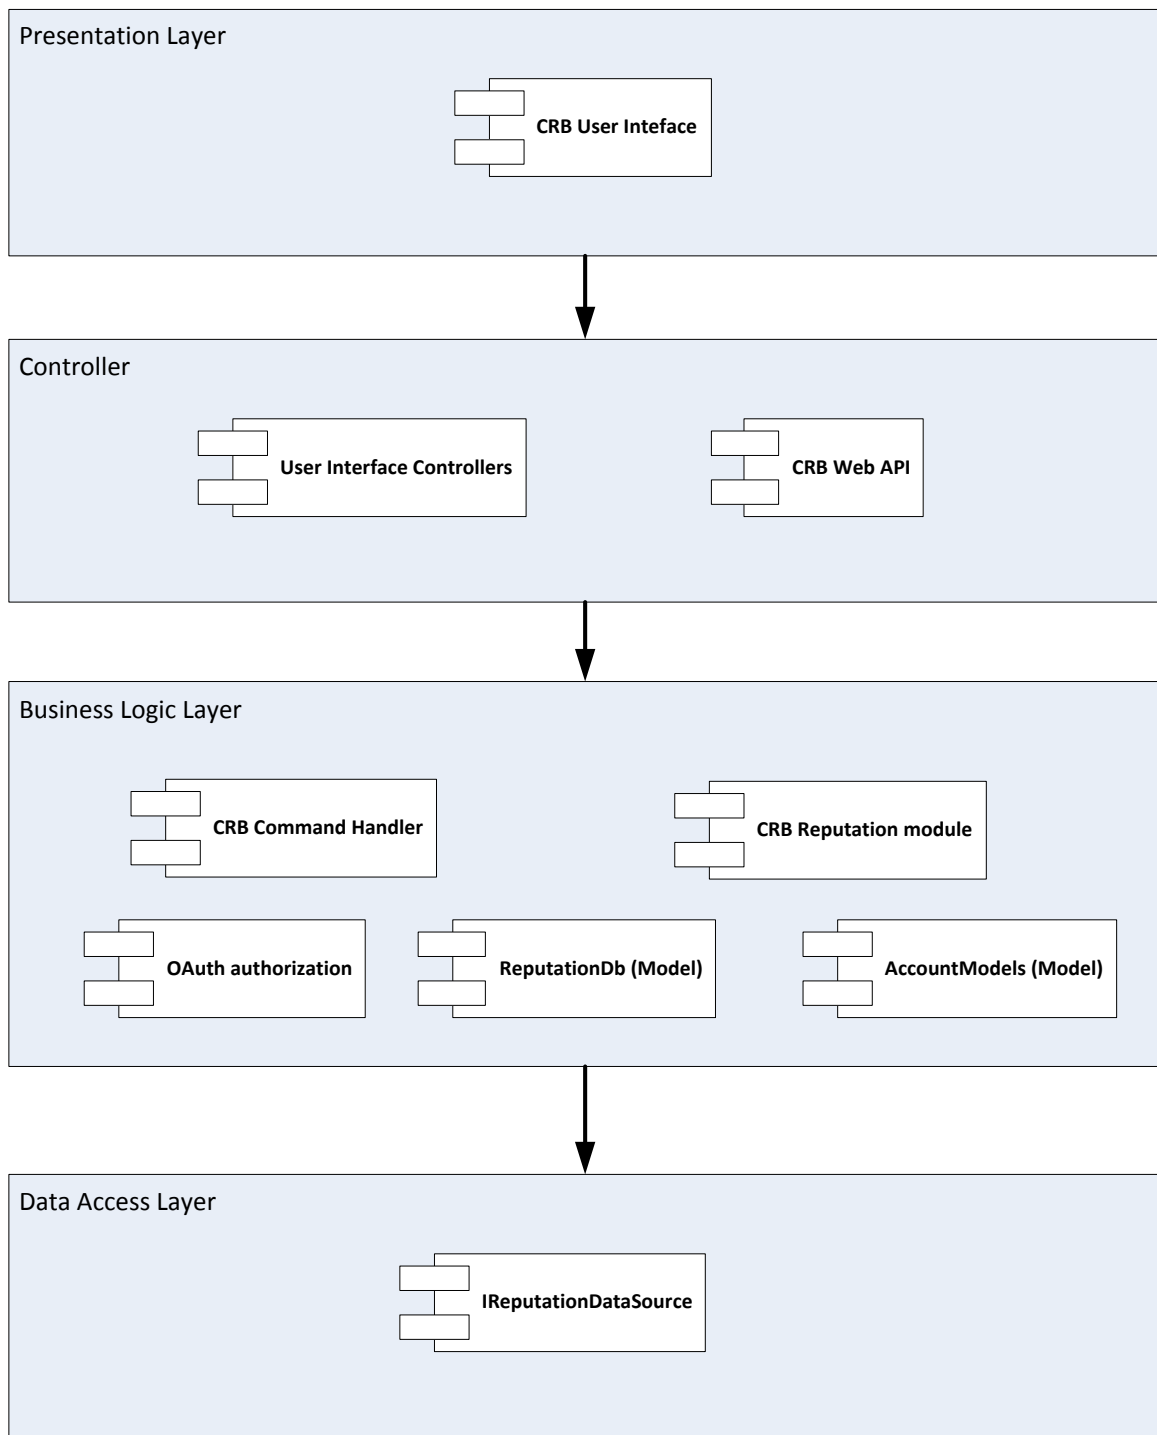 Presentation Layer
CRB User Inteface
Controller
User Interface Controllers
CRB Web API
Business Logic Layer
CRB Command Handler
CRB Reputation module
OAuth authorization
ReputationDb (Model)
AccountModels (Model)
Data Access Layer
IReputationDataSource